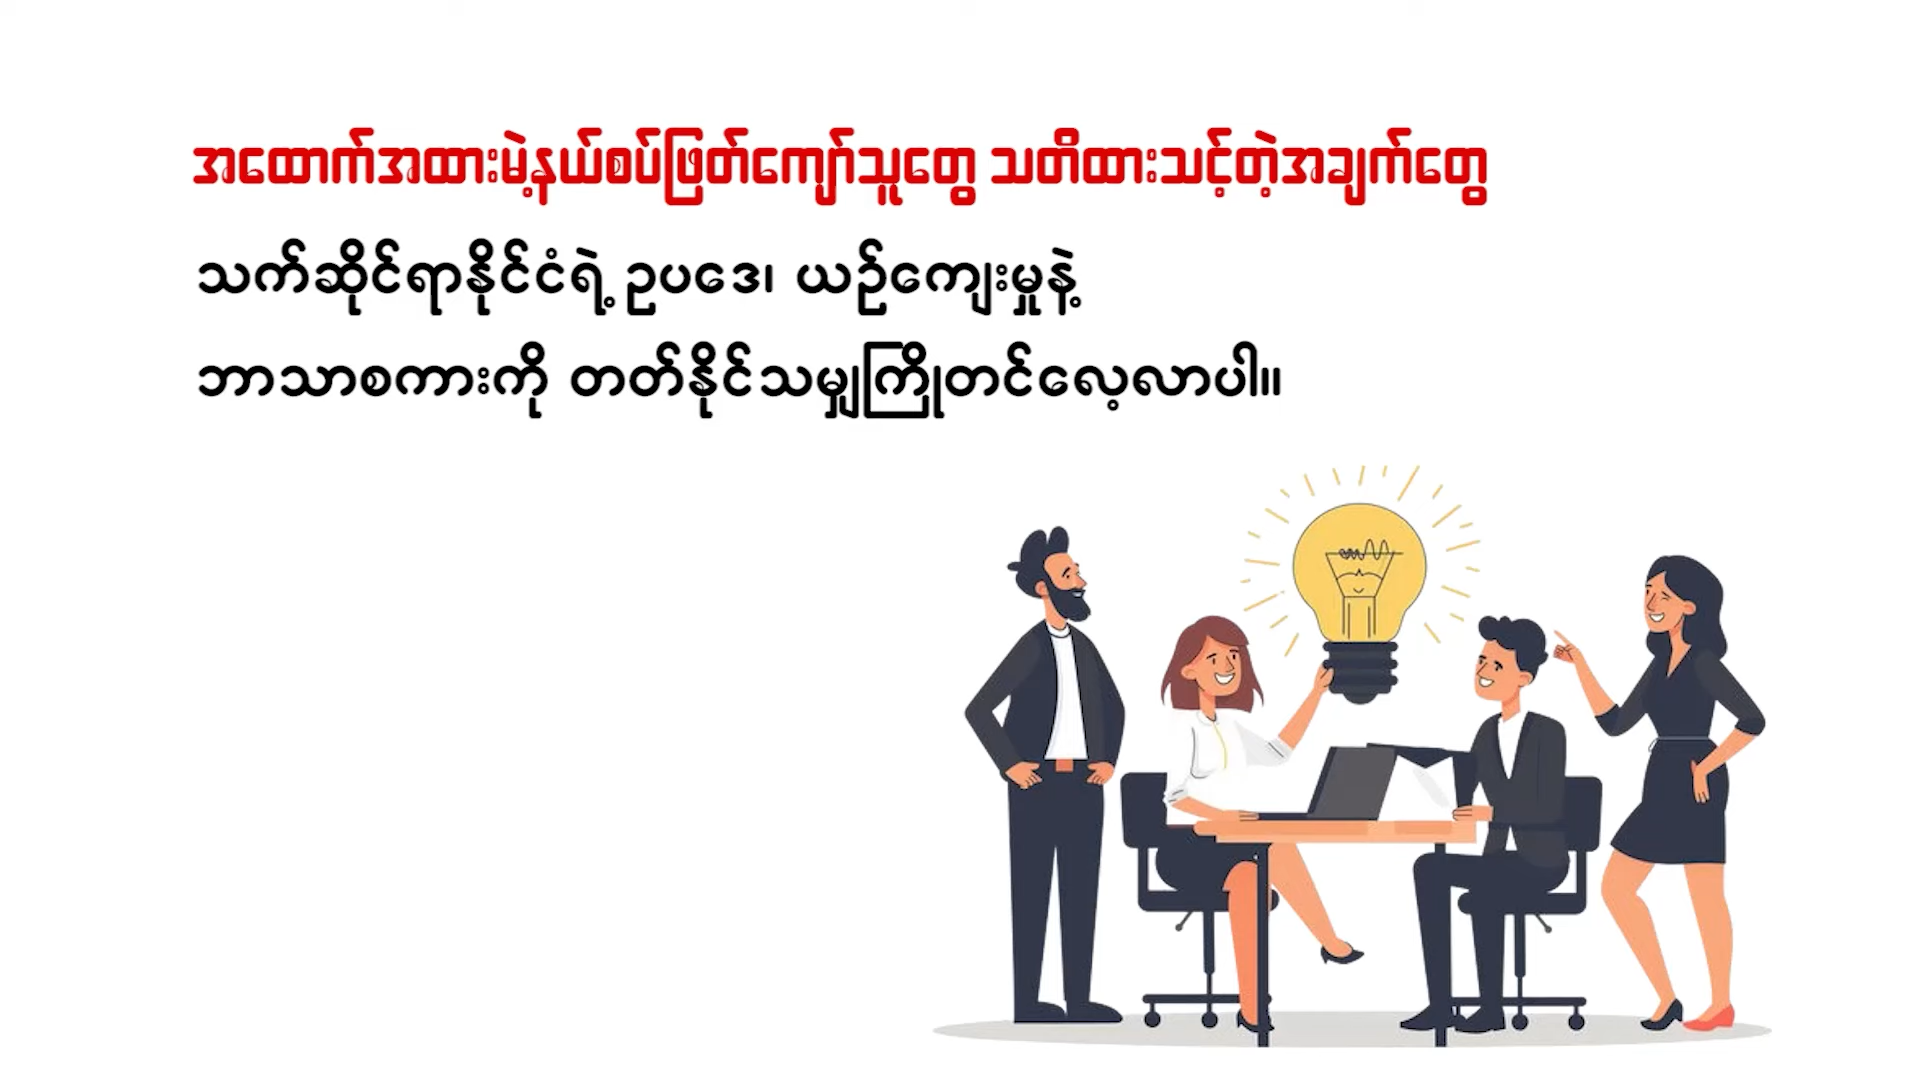 အထောက်အထားမဲ့နယ်စပ်ဖြတ်ကျော်သူတွေ သတိထားသင့်တဲ့အချက်တွေ
သက်ဆိုင်ရာနိုင်ငံရဲ့ ဥပဒေ၊ ယဉ်ကျေးမှုနဲ့
ဘာသာစကားကို တတ်နိုင်သမျှကြိုတင်လေ့လာပါ။